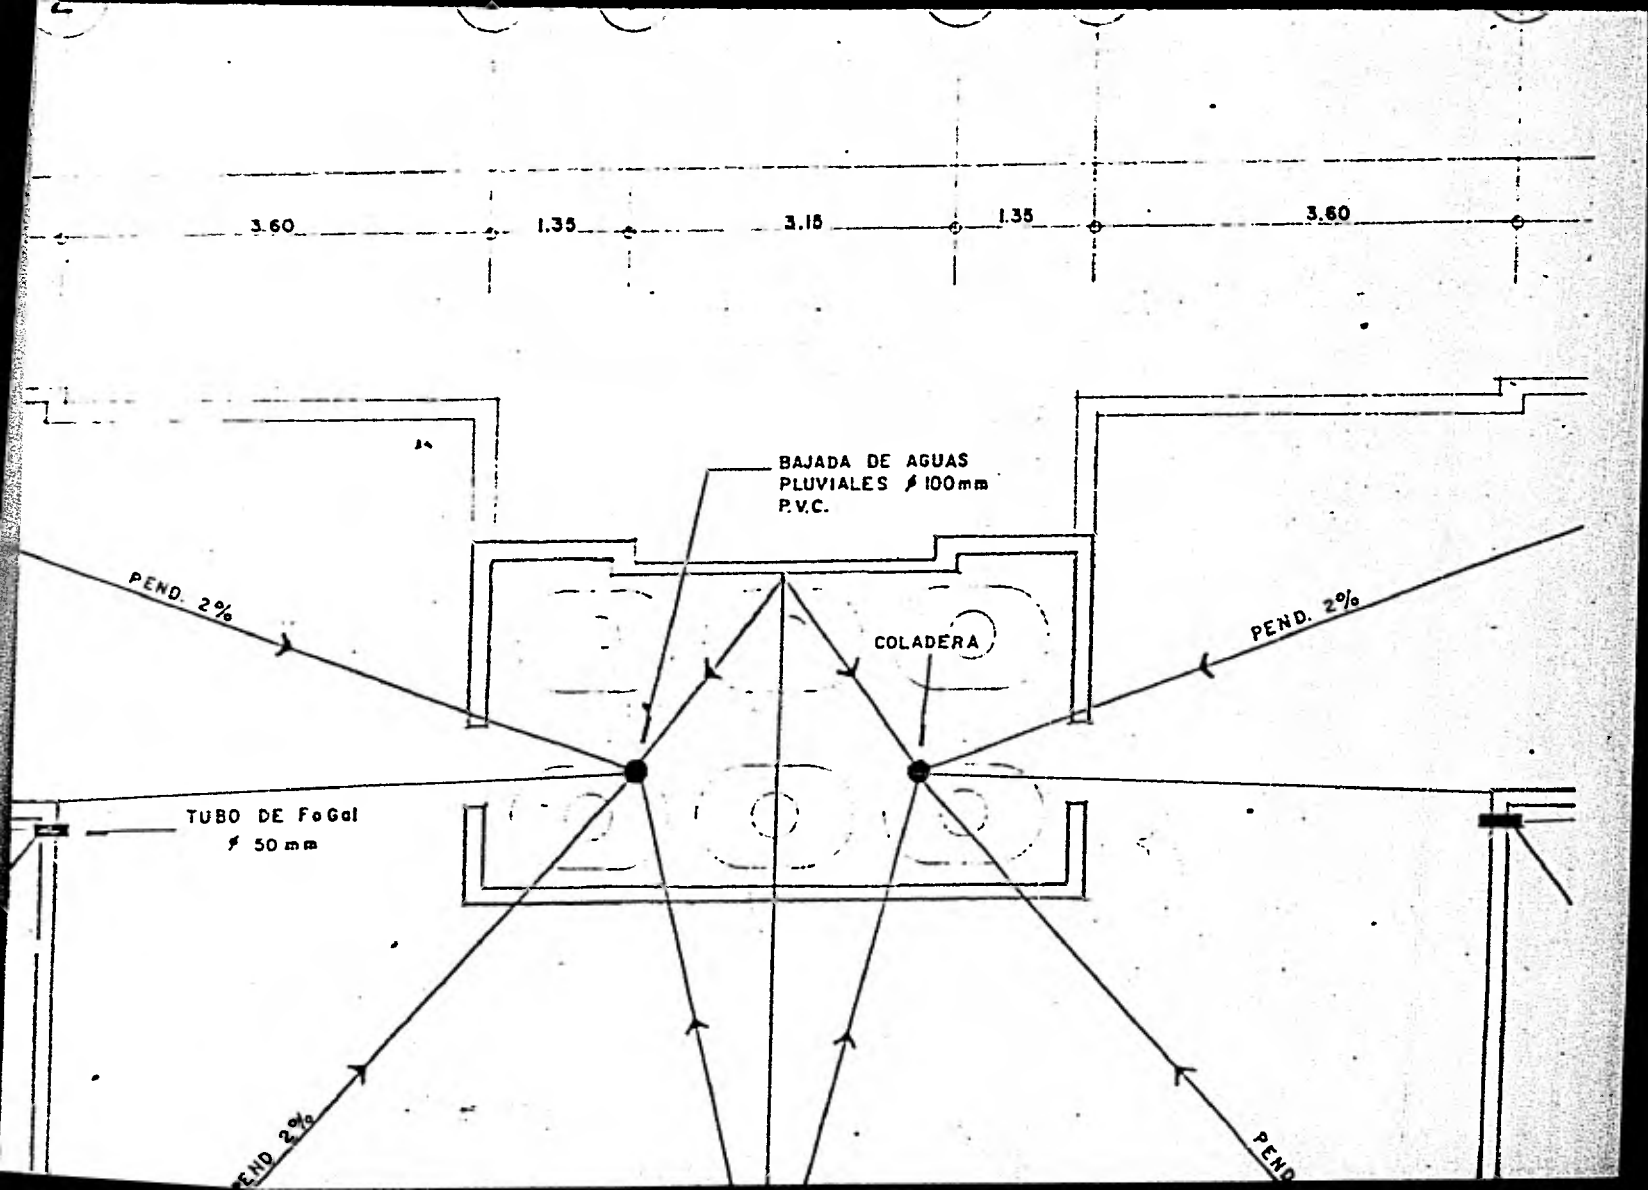 3.60
1.35
3.15
1.35
3.60
BAJADA DE AGUAS
PLUVIALES ø 100mm
P.V.C.
PEND. 2%
PEND. 2%
COLADERA
TUBO DE FoGal
ø 50 mm
PEND 2%
PEND